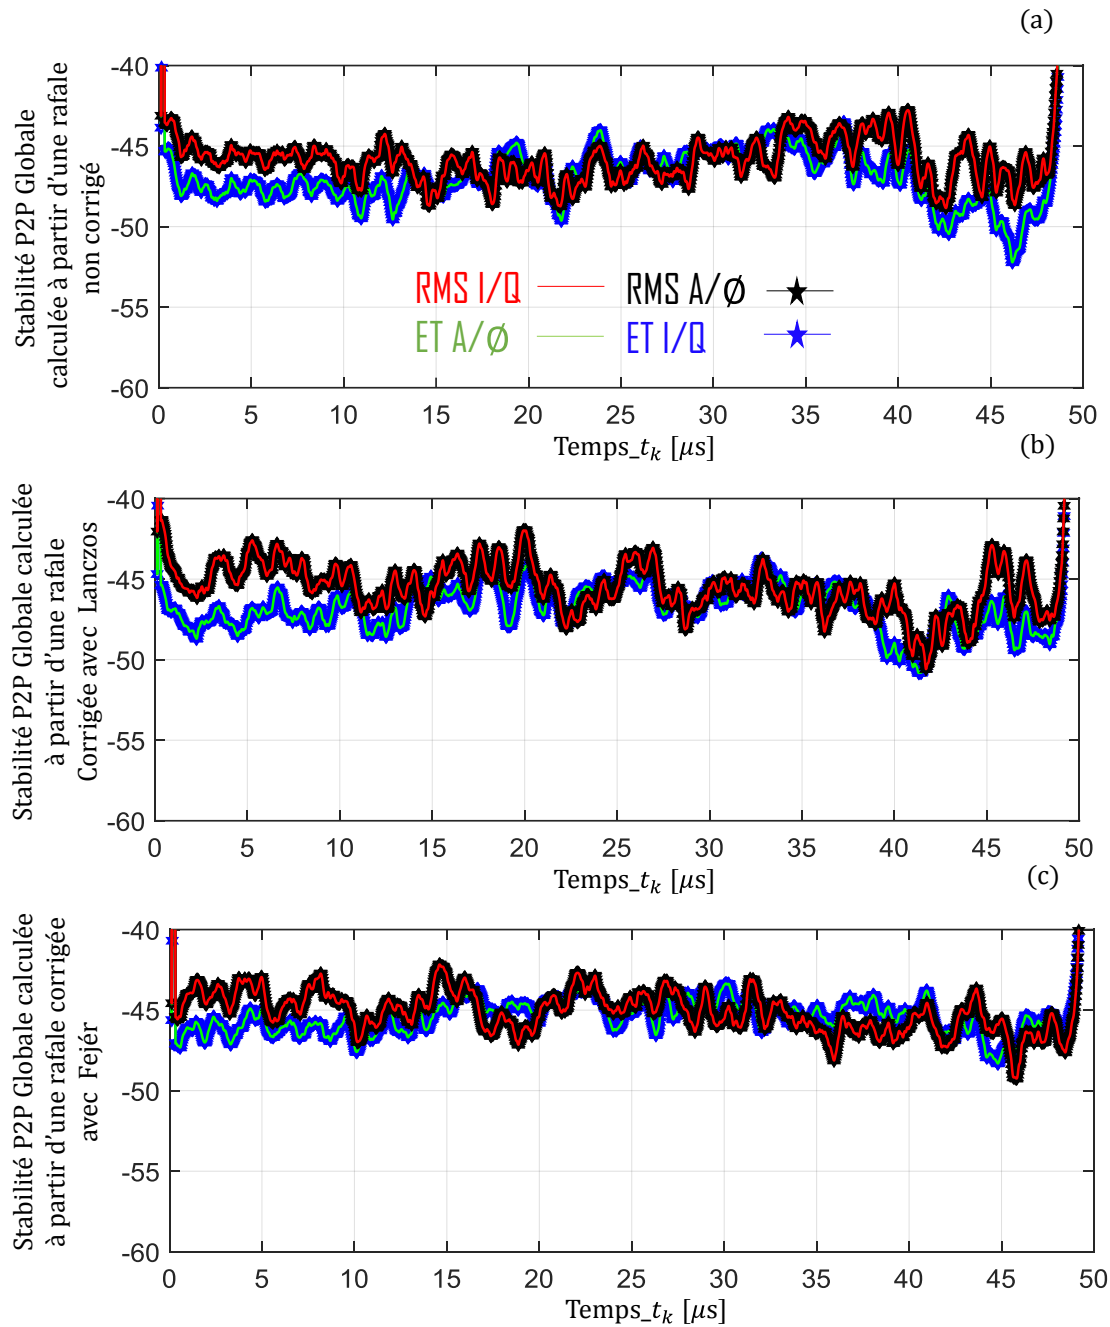 (a)
Stabilité P2P Globale
calculée à partir d'une rafale
non corrigé
-40
-45
-50
-55
-60
RMS I/Q
RMS A/Ø
ET A/Ø
ET I/Q
0 5 10 15 20 25 30 35 40 45 50
Temps_t_k [μs]
(b)
Stabilité P2P Globale calculée
à partir d'une rafale
Corrigée avec Lanczos
-40
-45
-50
-55
-60
0 5 10 15 20 25 30 35 40 45 50
Temps_t_k [μs]
(c)
Stabilité P2P Globale calculée
à partir d'une rafale corrigée
avec Fejér
-40
-45
-50
-55
-60
0 5 10 15 20 25 30 35 40 45 50
Temps_t_k [μs]